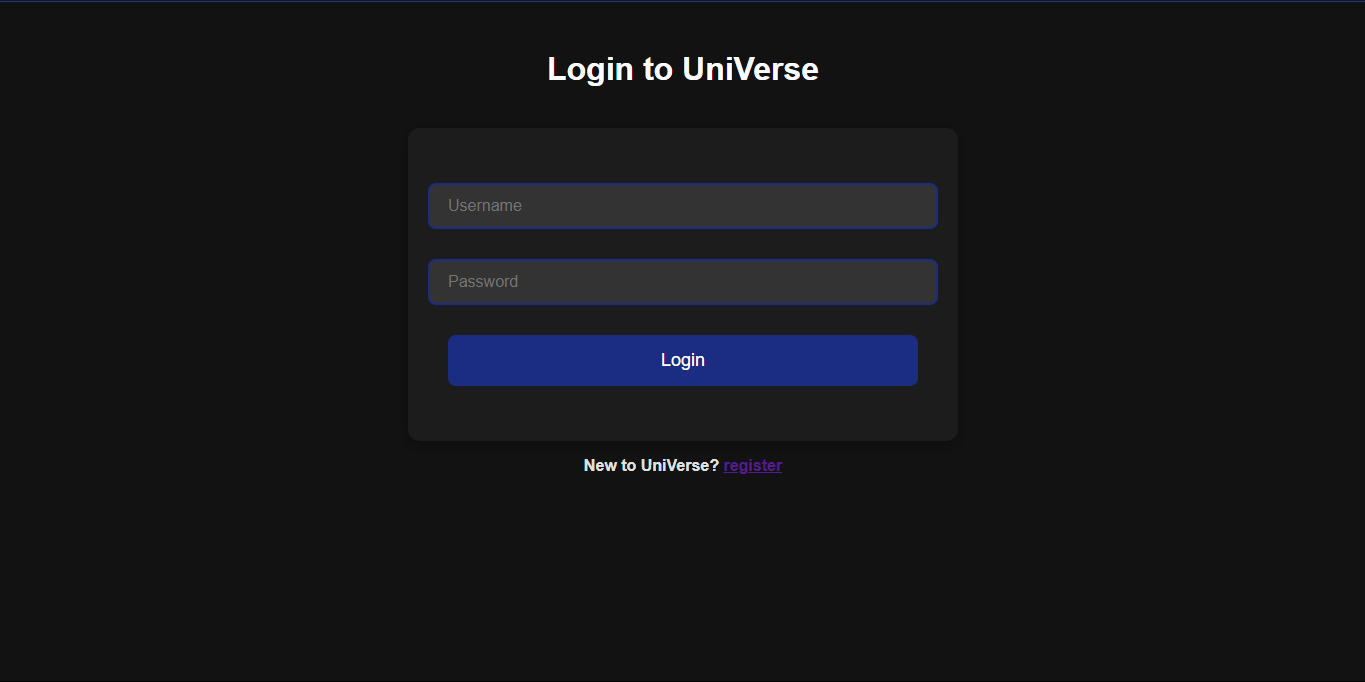 Login to UniVerse
Username
Password
Login
New to UniVerse? register